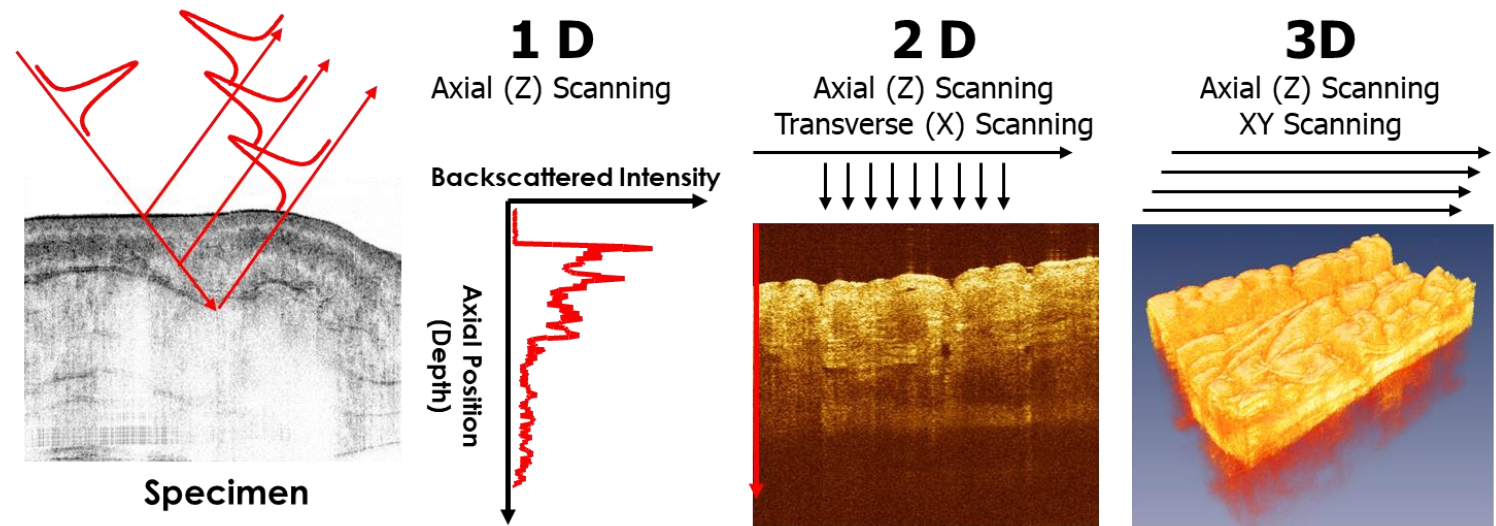 Specimen
1 D
Axial (Z) Scanning
Backscattered Intensity
Axial Position
(Depth)
2 D
Axial (Z) Scanning
Transverse (X) Scanning
3D
Axial (Z) Scanning
XY Scanning